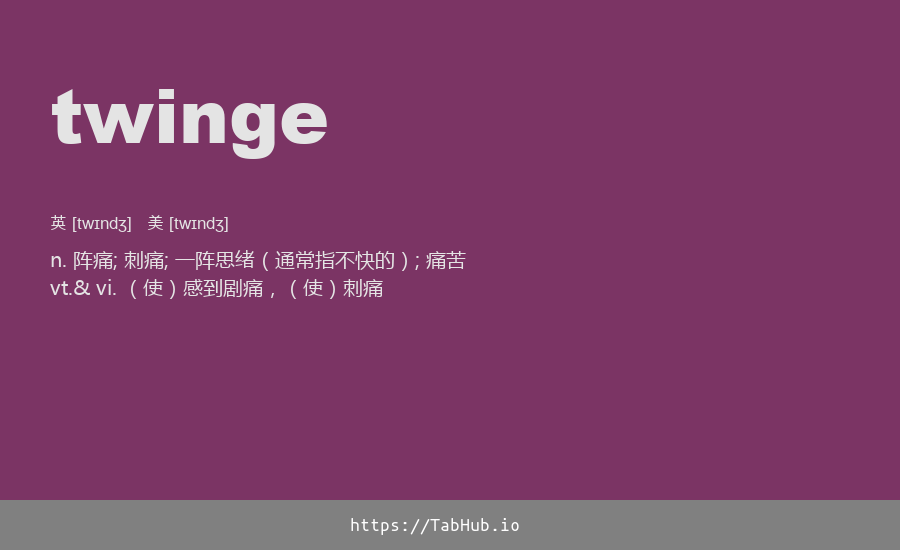 twinge
英 [twɪndʒ] 美 [twɪndʒ]
n. 阵痛; 刺痛; 一阵思绪（通常指不快的）; 痛苦
vt.& vi. （使）感到剧痛，（使）刺痛
https://TabHub.io